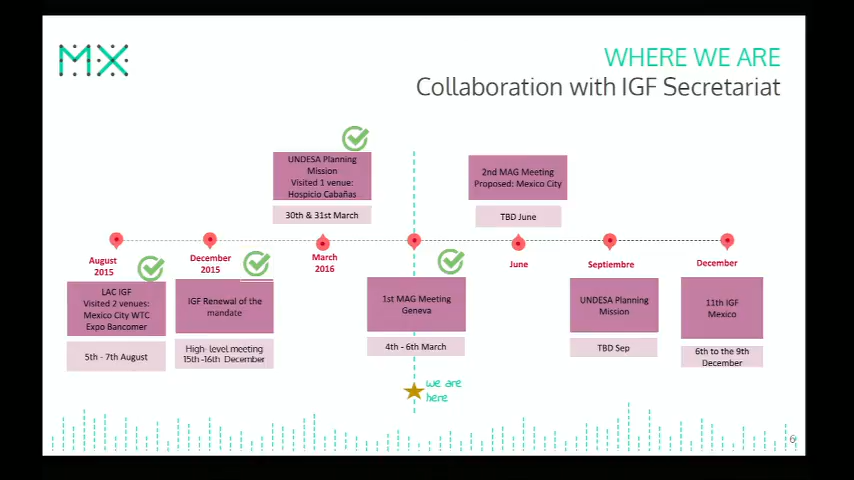 MX
WHERE WE ARE
Collaboration with IGF Secretariat
UNDESA Planning
Mission
Visited 1 venue:
Hospicio Cabañas
30th & 31st March
2nd MAG Meeting
Proposed: Mexico City
TBD June
August
2015
December
2015
March
2016
June
Septiembre
December
LAC IGF
Visited 2 venues:
Mexico City WTC
Expo Bancomer
5th - 7th August
IGF Renewal of the
mandate
High- level meeting
15th -16th December
1st MAG Meeting
Geneva
4th - 6th March
UNDESA Planning
Mission
TBD Sep
11th IGF
Mexico
6th to the 9th
December
we are
here
6